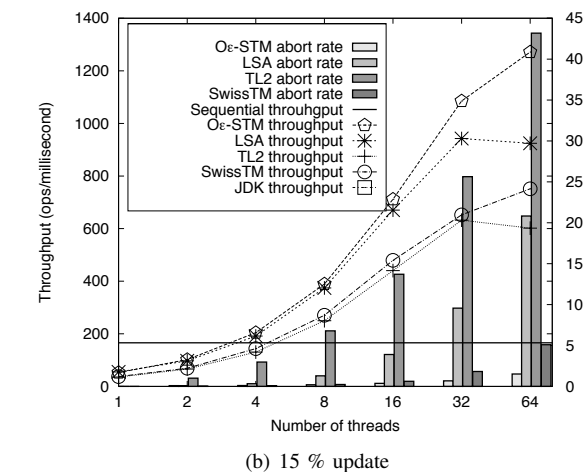 1400
1200
1000
800
600
400
200
0
Throughput (ops/millisecond)
Oε-STM abort rate
LSA abort rate
TL2 abort rate
SwissTM abort rate
Sequential throuhgput
Oε-STM throughput
LSA throughput
TL2 throughput
SwissTM throughput
JDK throughput
45
40
35
30
25
20
15
10
5
0
1 2 4 8 16 32 64
Number of threads
(b) 15 % update